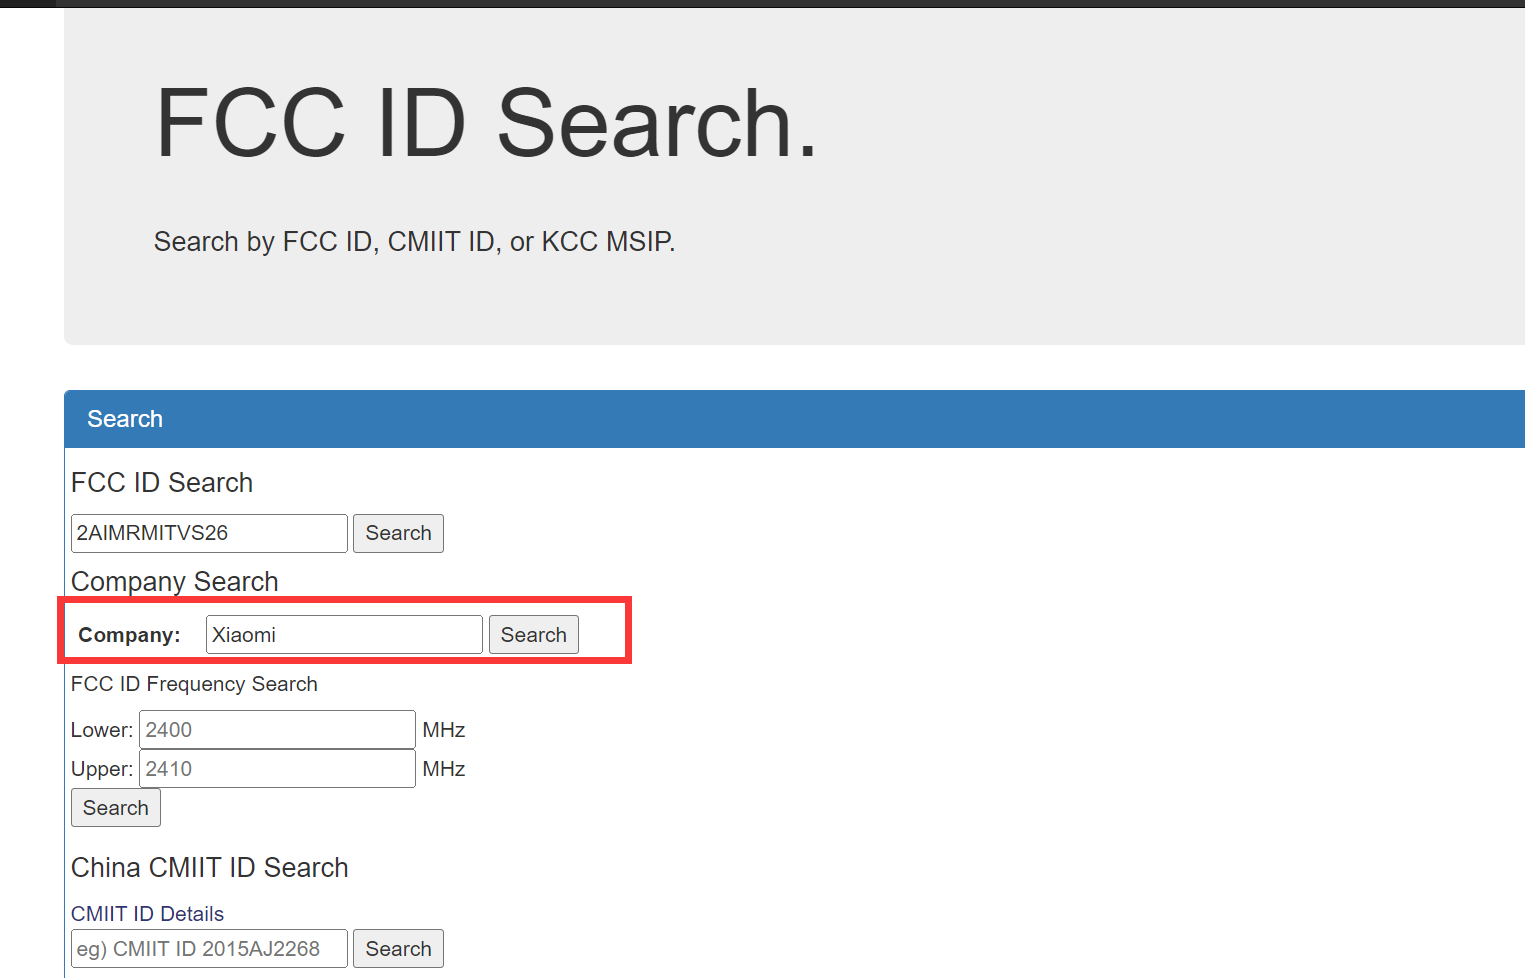 FCC ID Search.
Search by FCC ID, CMIIT ID, or KCC MSIP.
Search
FCC ID Search
2AIMRMITVS26 Search
Company Search
Company: Xiaomi Search
FCC ID Frequency Search
Lower: 2400 MHz
Upper: 2410 MHz
Search
China CMIIT ID Search
CMIIT ID Details
eg) CMIIT ID 2015AJ2268 Search